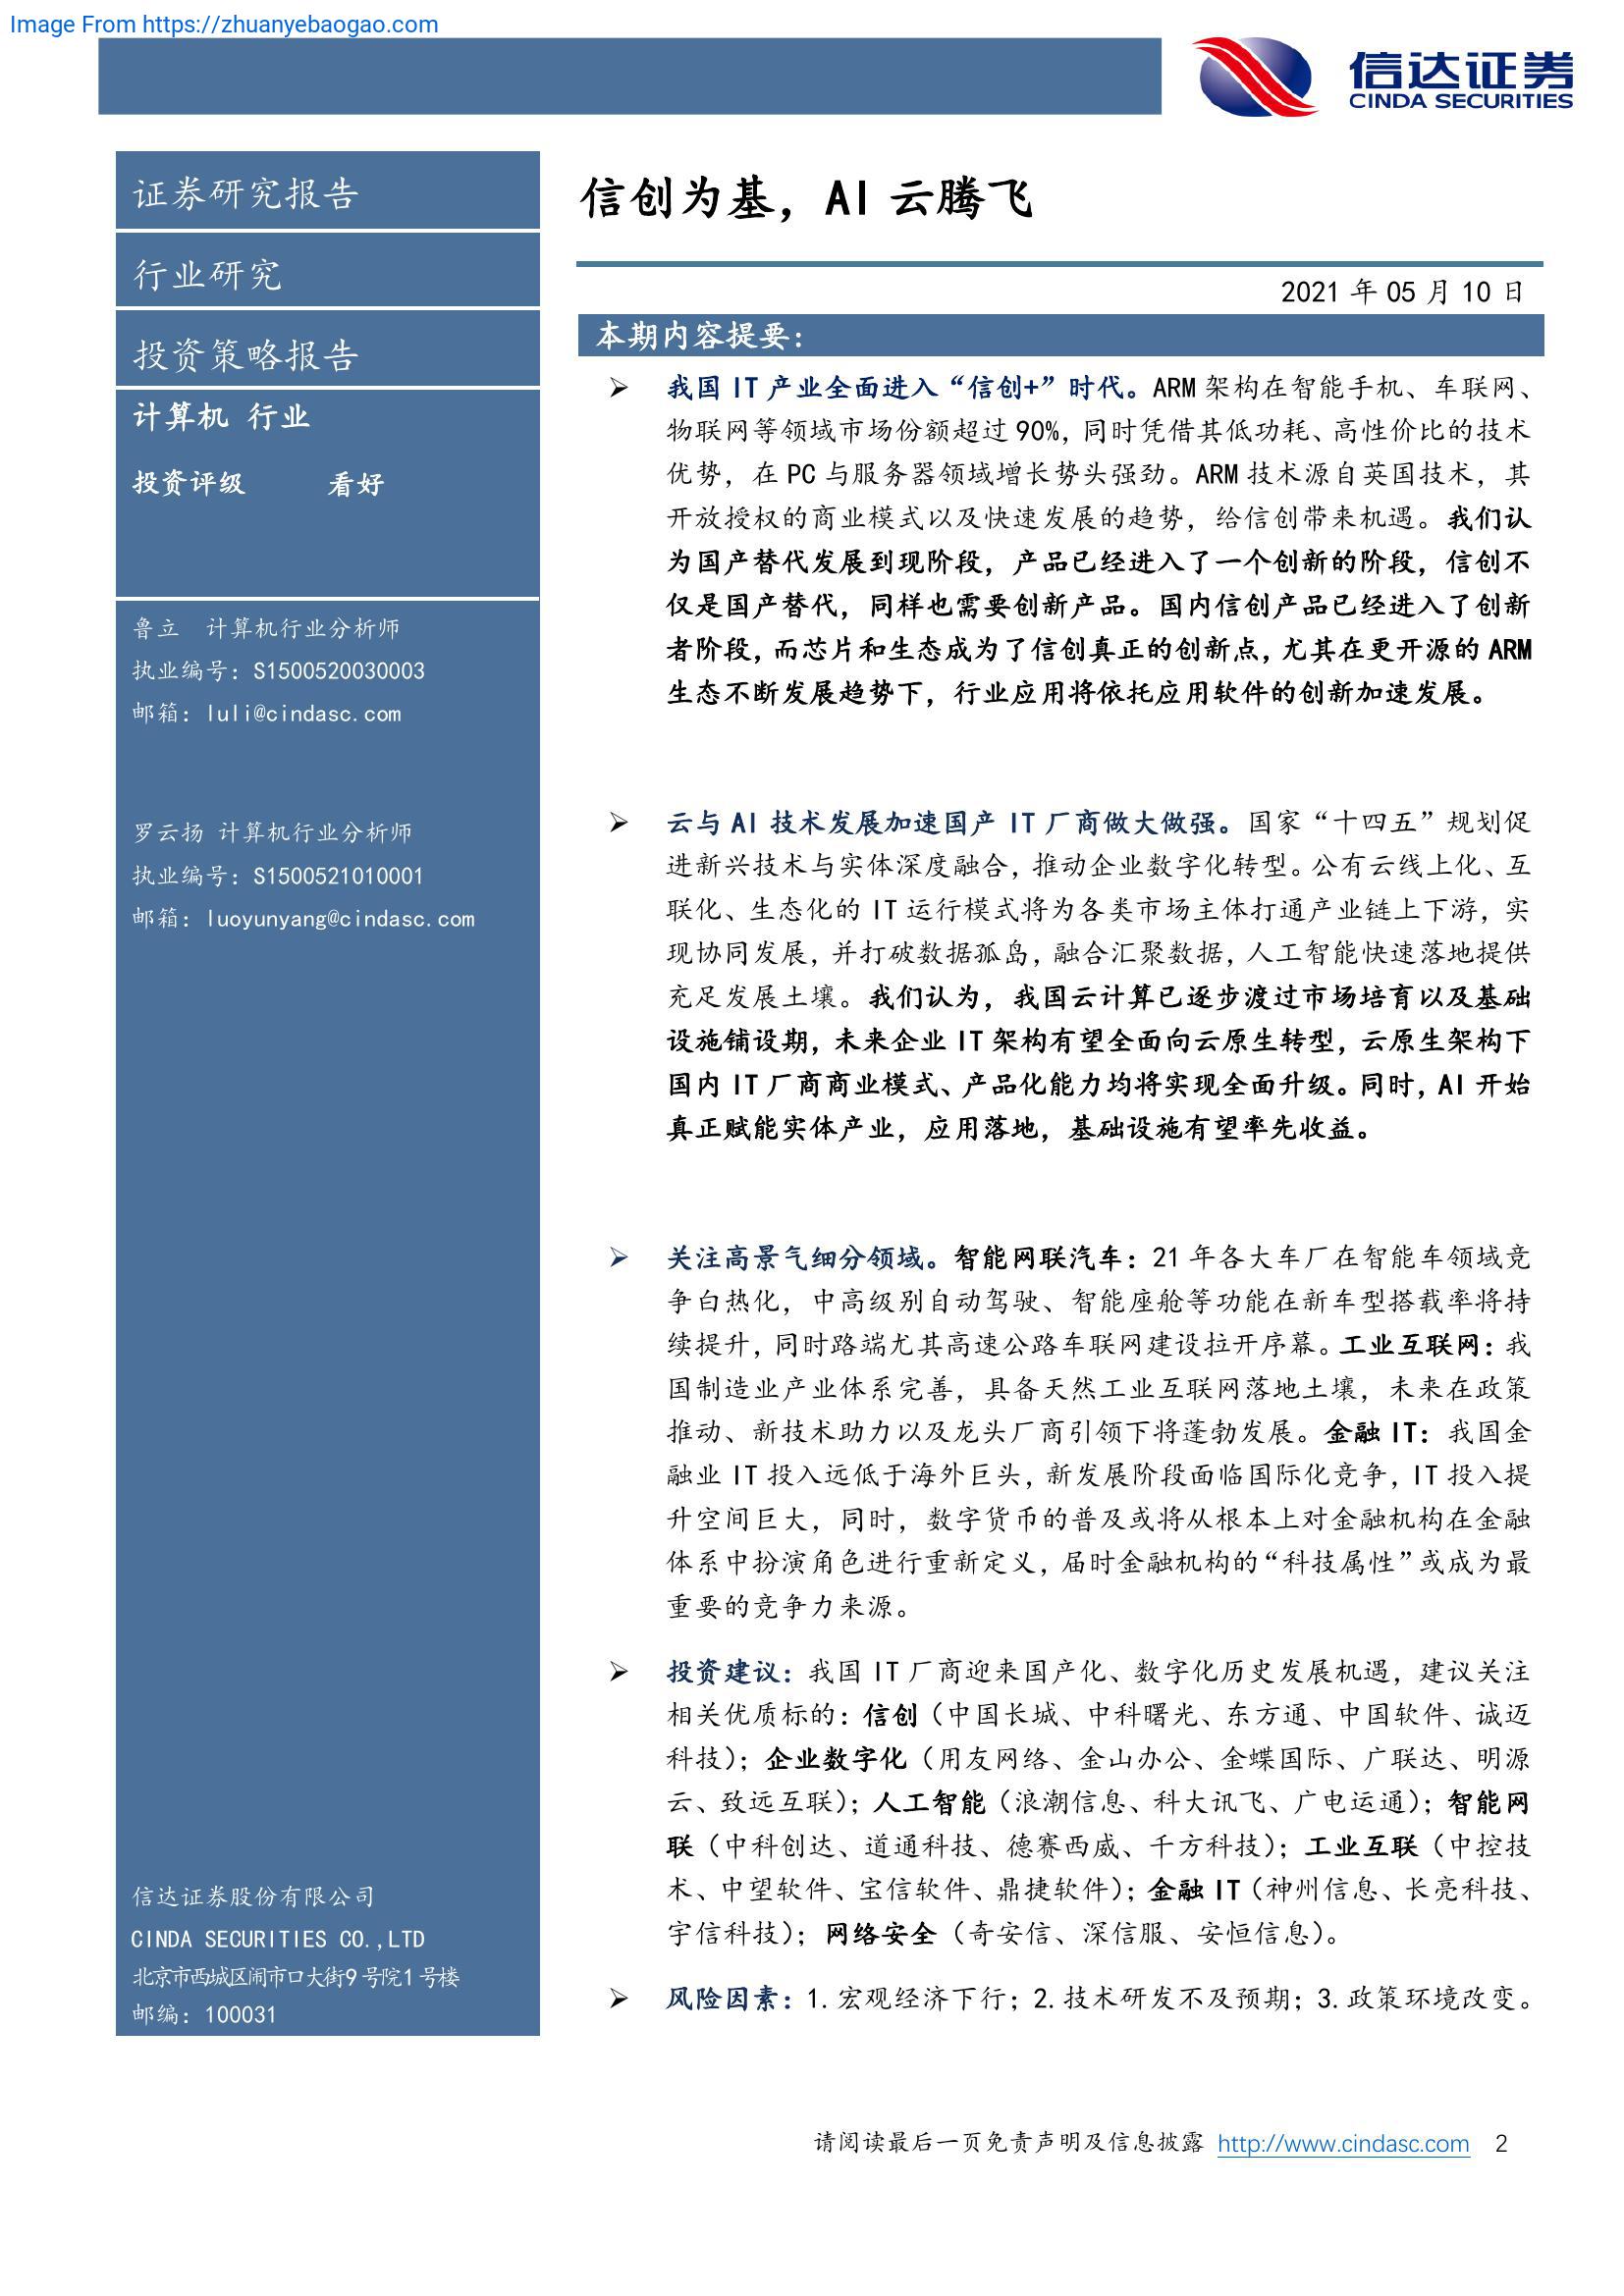 Image From https://zhuanyebaogao.com
信达证券
CINDA SECURITIES
证券研究报告
行业研究
投资策略报告
计算机 行业
投资评级 看好
鲁立 计算机行业分析师
执业编号：S1500520030003
邮箱：luli@cindasc.com
罗云扬 计算机行业分析师
执业编号：S1500521010001
邮箱：luoyunyang@cindasc.com
信达证券股份有限公司
CINDA SECURITIES CO.,LTD
北京市西城区闹市口大街9号院1号楼
邮编：100031
信创为基，AI 云腾飞
2021 年 05 月 10 日
本期内容提要：
➢ 我国 IT 产业全面进入“信创+”时代。ARM 架构在智能手机、车联网、
物联网等领域市场份额超过 90%，同时凭借其低功耗、高性价比的技术
优势，在 PC 与服务器领域增长势头强劲。ARM 技术源自英国技术，其
开放授权的商业模式以及快速发展的趋势，给信创带来机遇。我们认
为国产替代发展到现阶段，产品已经进入了一个创新的阶段，信创不
仅是国产替代，同样也需要创新产品。国内信创产品已经进入了创新
者阶段，而芯片和生态成为了信创真正的创新点，尤其在更开源的 ARM
生态不断发展趋势下，行业应用将依托应用软件的创新加速发展。
➢ 云与 AI 技术发展加速国产 IT 厂商做大做强。国家“十四五”规划促
进新兴技术与实体深度融合，推动企业数字化转型。公有云线上化、互
联化、生态化的 IT 运行模式将为各类市场主体打通产业链上下游，实
现协同发展，并打破数据孤岛，融合汇聚数据，人工智能快速落地提供
充足发展土壤。我们认为，我国云计算已逐步渡过市场培育以及基础
设施铺设期，未来企业 IT 架构有望全面向云原生转型，云原生架构下
国内 IT 厂商商业模式、产品化能力均将实现全面升级。同时，AI 开始
真正赋能实体产业，应用落地，基础设施有望率先收益。
➢ 关注高景气细分领域。智能网联汽车：21 年各大车厂在智能车领域竞
争白热化，中高级别自动驾驶、智能座舱等功能在新车型搭载率将持
续提升，同时路端尤其高速公路车联网建设拉开序幕。工业互联网：我
国制造业产业体系完善，具备天然工业互联网落地土壤，未来在政策
推动、新技术助力以及龙头厂商引领下将蓬勃发展。金融 IT：我国金
融业 IT 投入远低于海外巨头，新发展阶段面临国际化竞争，IT 投入提
升空间巨大，同时，数字货币的普及或将从根本上对金融机构在金融
体系中扮演角色进行重新定义，届时金融机构的“科技属性”或成为最
重要的竞争力来源。
➢ 投资建议：我国 IT 厂商迎来国产化、数字化历史发展机遇，建议关注
相关优质标的：信创（中国长城、中科曙光、东方通、中国软件、诚迈
科技）；企业数字化（用友网络、金山办公、金蝶国际、广联达、明源
云、致远互联）；人工智能（浪潮信息、科大讯飞、广电运通）；智能网
联（中科创达、道通科技、德赛西威、千方科技）；工业互联（中控技
术、中望软件、宝信软件、鼎捷软件）；金融 IT（神州信息、长亮科技、
宇信科技）；网络安全（奇安信、深信服、安恒信息）。
➢ 风险因素：1.宏观经济下行；2.技术研发不及预期；3.政策环境改变。
请阅读最后一页免责声明及信息披露 http://www.cindasc.com 2